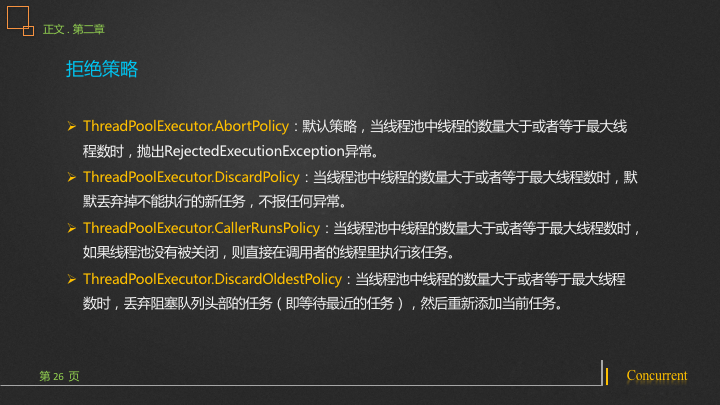 正文 . 第二章
拒绝策略
➢ ThreadPoolExecutor.AbortPolicy：默认策略，当线程池中线程的数量大于或者等于最大线
程数时，抛出RejectedExecutionException异常。
➢ ThreadPoolExecutor.DiscardPolicy：当线程池中线程的数量大于或者等于最大线程数时，默
默丢弃掉不能执行的新任务，不报任何异常。
➢ ThreadPoolExecutor.CallerRunsPolicy：当线程池中线程的数量大于或者等于最大线程数时，
如果线程池没有被关闭，则直接在调用者的线程里执行该任务。
➢ ThreadPoolExecutor.DiscardOldestPolicy：当线程池中线程的数量大于或者等于最大线程
数时，丢弃阻塞队列头部的任务（即等待最近的任务），然后重新添加当前任务。
第 26 页
Concurrent